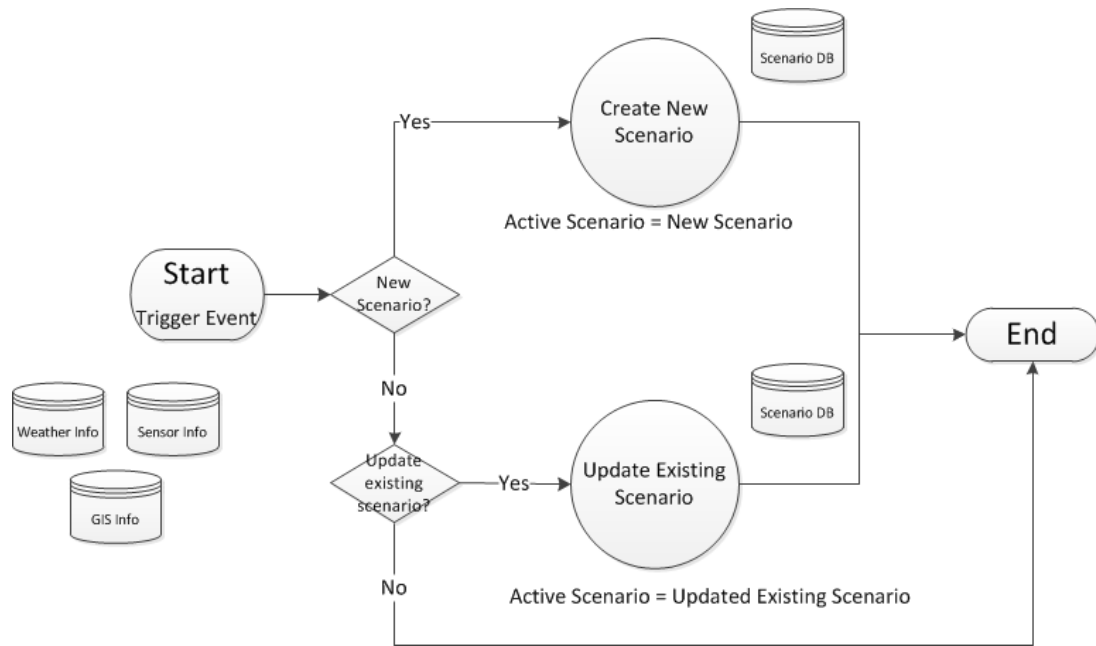 Scenario DB
Create New
Scenario
Yes
Active Scenario = New Scenario
Start
Trigger Event
New
Scenario?
End
No
Weather Info
Sensor Info
GIS Info
Scenario DB
Update
existing
scenario?
Yes
Update Existing
Scenario
No
Active Scenario = Updated Existing Scenario